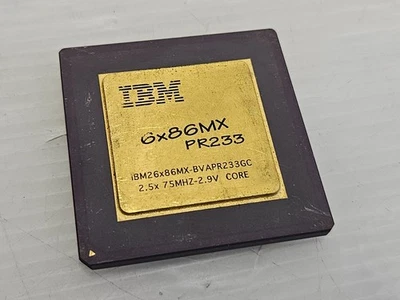 IBM
6x86MX
PR233
IBM26x86MX-BVAPR233GC
2.5x 75MHZ-2.9V CORE